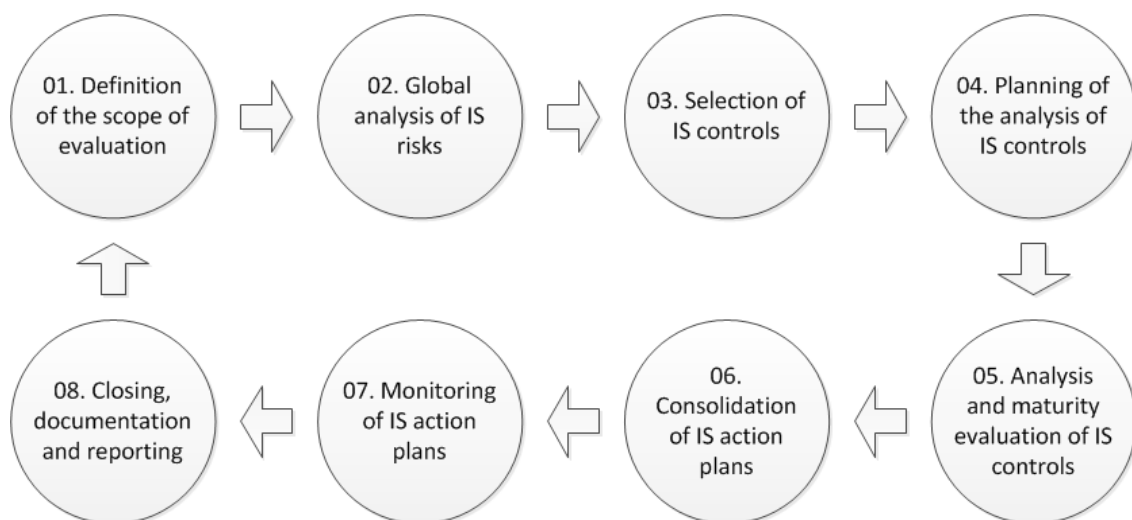 01. Definition
of the scope of
evaluation
02. Global
analysis of IS
risks
03. Selection of
IS controls
04. Planning of
the analysis of
IS controls
05. Analysis
and maturity
evaluation of IS
controls
06.
Consolidation
of IS action
plans
07. Monitoring
of IS action
plans
08. Closing,
documentation
and reporting